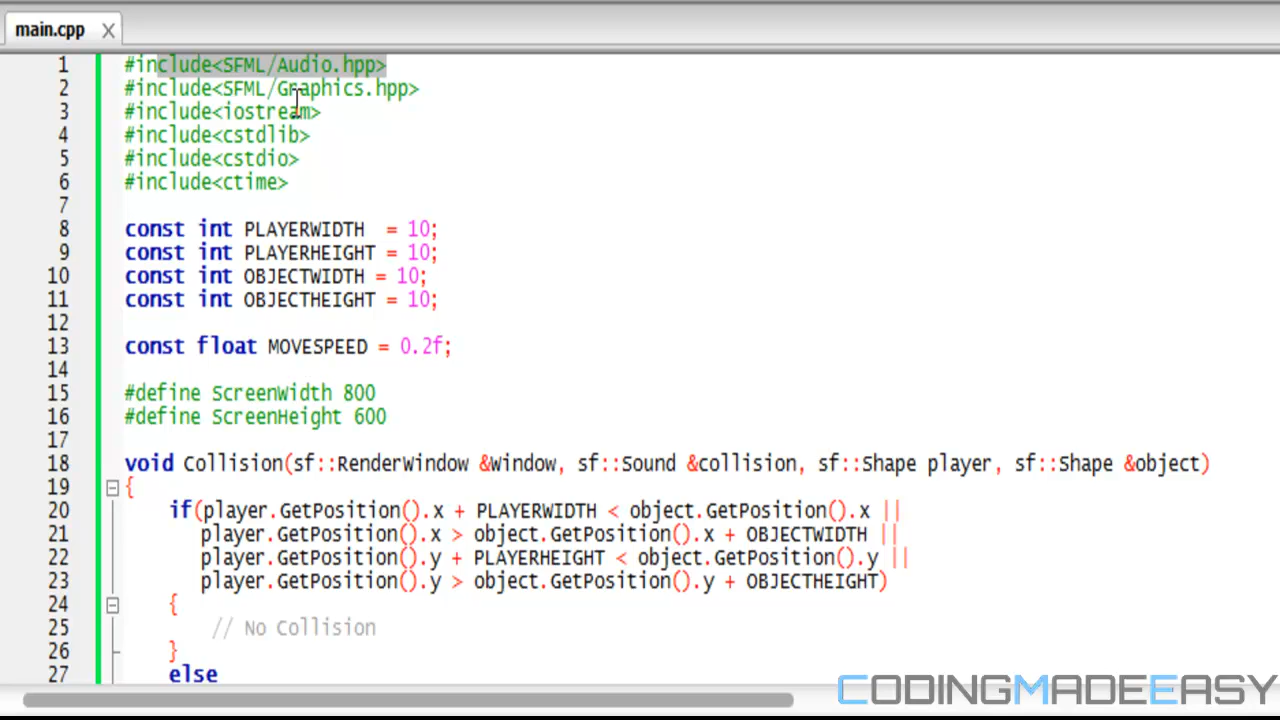 main.cpp
1 #include<SFML/Audio.hpp>
2 #include<SFML/Graphics.hpp>
3 #include<iostream>
4 #include<cstdlib>
5 #include<cstdio>
6 #include<ctime>
7
8 const int PLAYERWIDTH  = 10;
9 const int PLAYERHEIGHT = 10;
10 const int OBJECTWIDTH = 10;
11 const int OBJECTHEIGHT = 10;
12
13 const float MOVESPEED = 0.2f;
14
15 #define ScreenWidth 800
16 #define ScreenHeight 600
17
18 void Collision(sf::RenderWindow &Window, sf::Sound &collision, sf::Shape player, sf::Shape &object)
19 {
20     if(player.GetPosition().x + PLAYERWIDTH < object.GetPosition().x ||
21        player.GetPosition().x > object.GetPosition().x + OBJECTWIDTH ||
22        player.GetPosition().y + PLAYERHEIGHT < object.GetPosition().y ||
23        player.GetPosition().y > object.GetPosition().y + OBJECTHEIGHT)
24     {
25         // No Collision
26     }
27     else
CODINGMADEEASY